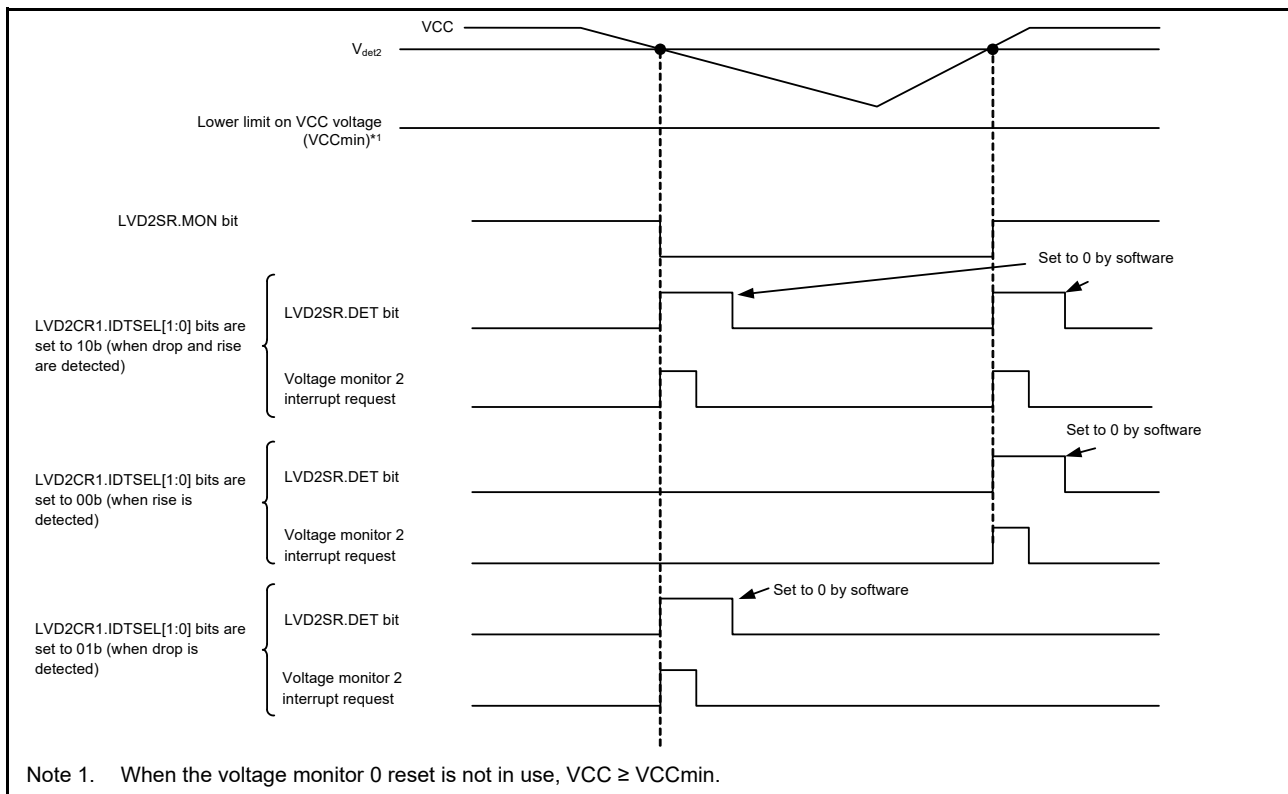 VCC
Vdet2
Lower limit on VCC voltage
(VCCmin)*1
LVD2SR.MON bit
Set to 0 by software
LVD2CR1.IDTSEL[1:0] bits are
set to 10b (when drop and rise
are detected)
LVD2SR.DET bit
Voltage monitor 2
interrupt request
Set to 0 by software
LVD2CR1.IDTSEL[1:0] bits are
set to 00b (when rise is
detected)
LVD2SR.DET bit
Voltage monitor 2
interrupt request
Set to 0 by software
LVD2CR1.IDTSEL[1:0] bits are
set to 01b (when drop is
detected)
LVD2SR.DET bit
Voltage monitor 2
interrupt request
Note 1. When the voltage monitor 0 reset is not in use, VCC ≥ VCCmin.